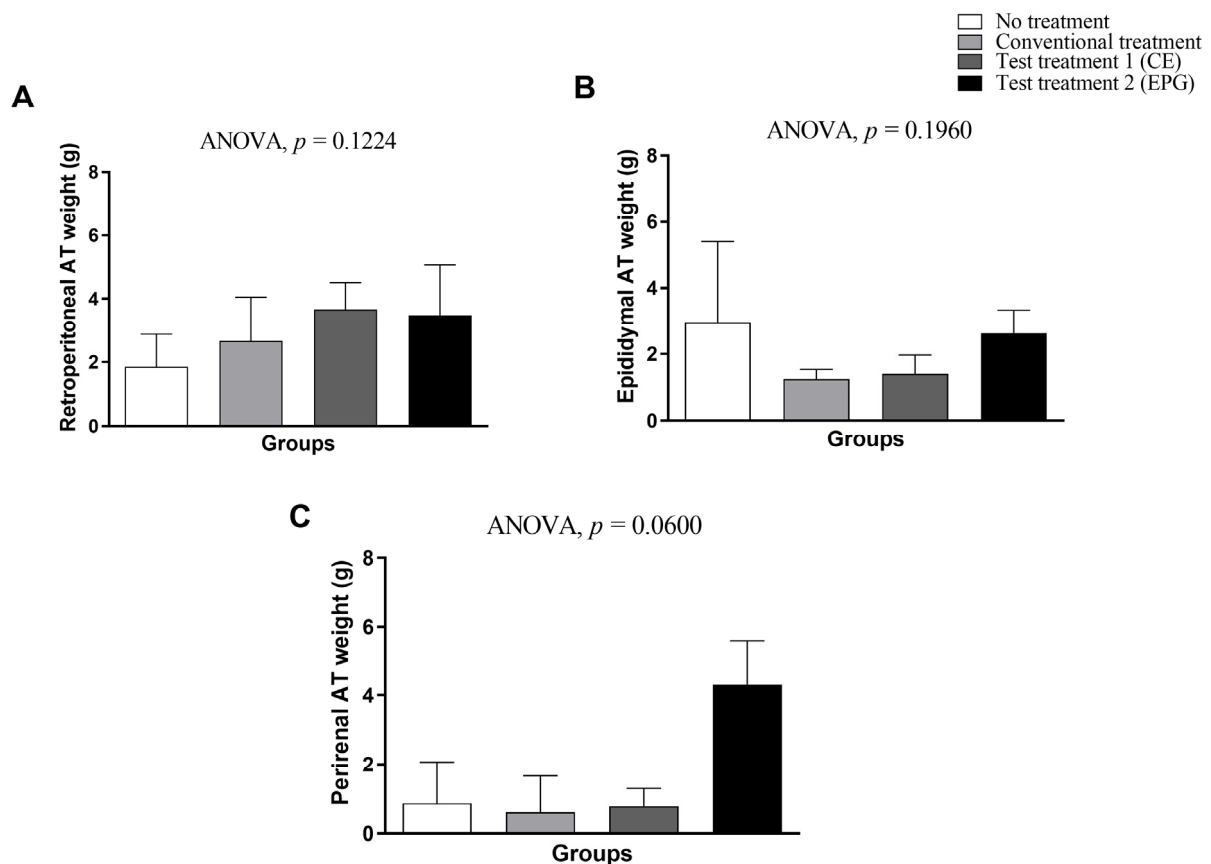 No treatment
Conventional treatment
Test treatment 1 (CE)
Test treatment 2 (EPG)
A
ANOVA, p = 0.1224
Retroperitoneal AT weight (g)
8
6
4
2
0
Groups
B
ANOVA, p = 0.1960
Epididymal AT weight (g)
8
6
4
2
0
Groups
C
ANOVA, p = 0.0600
Perirenal AT weight (g)
8
6
4
2
0
Groups